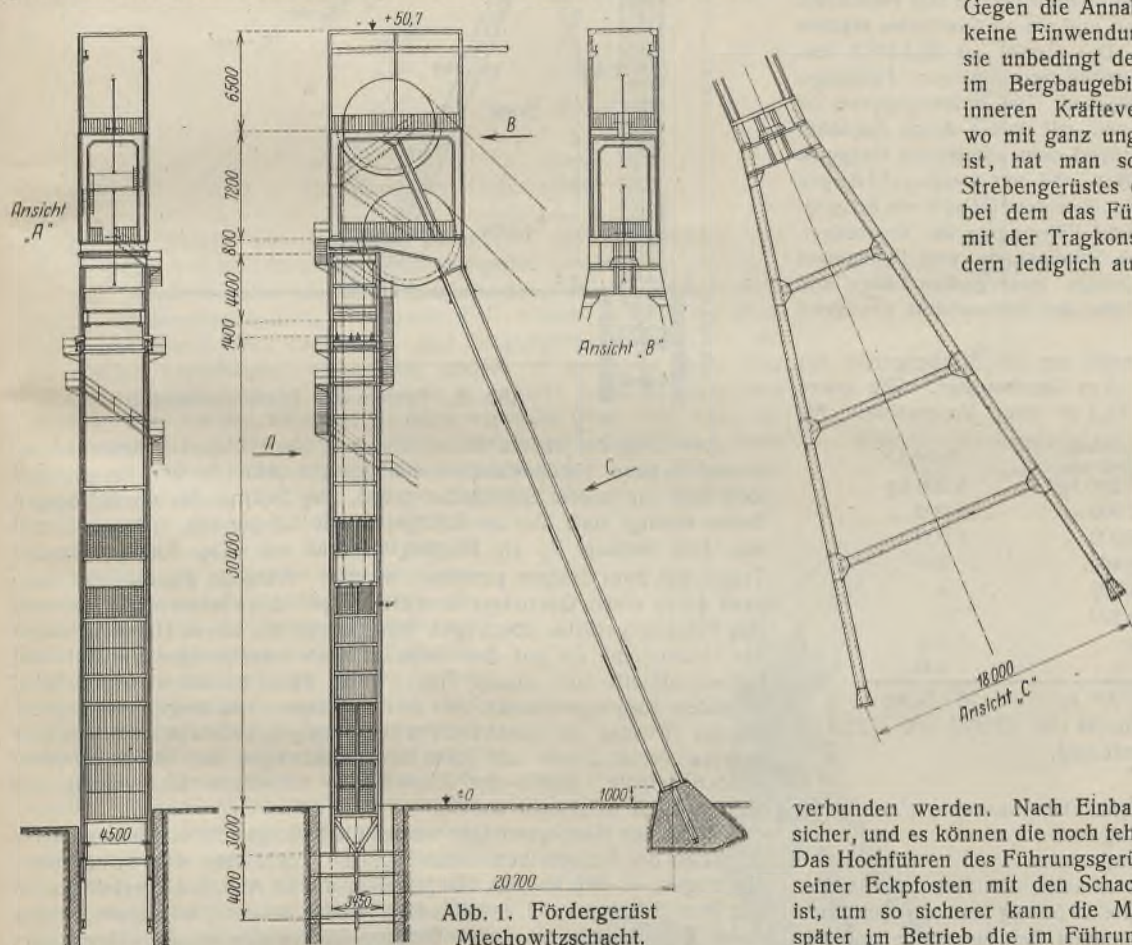 +50,7
6500
7200
800
4400
1400
30400
3000
4000
Ansicht
„A"
B
A
C
Ansicht „B"
±0
1000
4500
3450
20700
18000
Ansicht „C"
Abb. 1. Fördergerüst
Miechowitzschacht.
Gegen die Annah
keine Einwendun
sie unbedingt de
im Bergbaugebi
inneren Kräfteve
wo mit ganz ung
ist, hat man so
Strebengerüstes
bei dem das Fü
mit der Tragkons
dern lediglich au
verbunden werden. Nach Einba
sicher, und es können die noch feh
Das Hochführen des Führungsgerü
seiner Eckpfosten mit den Schac
ist, um so sicherer kann die M
später im Betrieb die im Führun